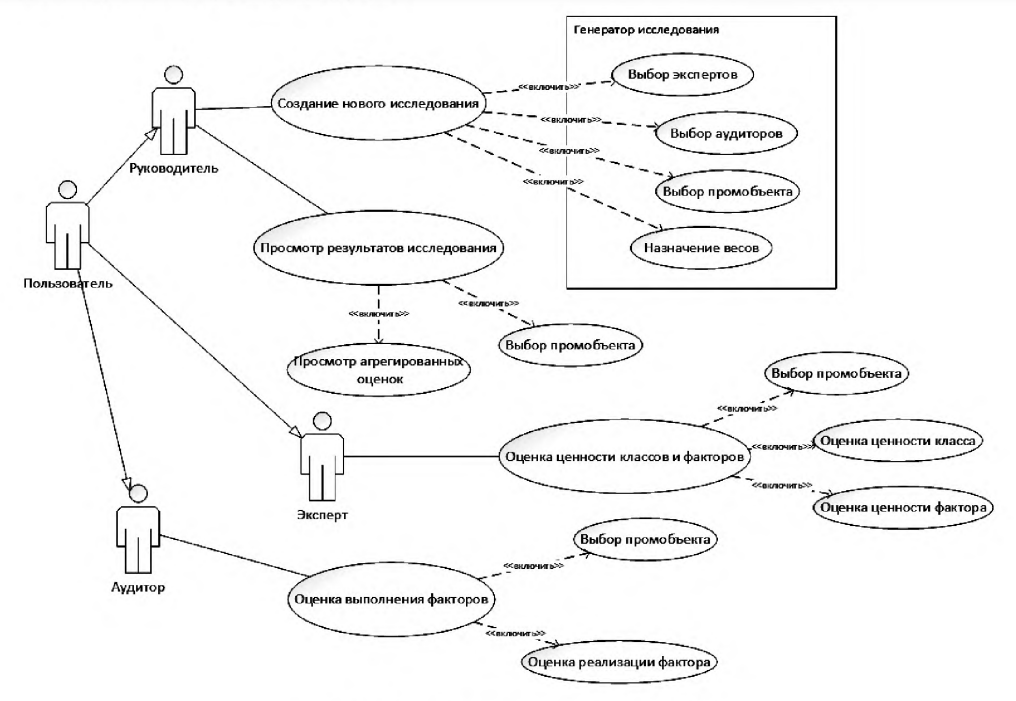 Генератор исследования
Выбор экспертов
<<включить>>
Создание нового исследования
<<включить>>
Выбор аудиторов
<<включить>>
Руководитель
<<включить>>
Выбор промобъекта
Просмотр результатов исследования
Назначение весов
Пользователь
<<включить>>
<<включить>>
Выбор промобъекта
Просмотр агрегированных
оценок
Выбор промобъекта
<<включить>>
Оценка ценности классов и факторов
<<включить>>
Оценка ценности класса
<<включить>>
Оценка ценности фактора
Эксперт
Выбор промобъекта
<<включить>>
Аудитор
Оценка выполнения факторов
<<включить>>
Оценка реализации фактора